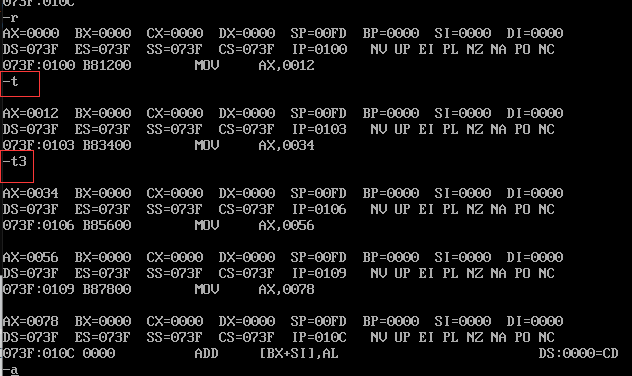 073F:010C
-r
AX=0000 BX=0000 CX=0000 DX=0000 SP=00FD BP=0000 SI=0000 DI=0000
DS=073F ES=073F SS=073F CS=073F IP=0100 NV UP EI PL NZ NA PO NC
073F:0100 B81200 MOV AX,0012
-t
AX=0012 BX=0000 CX=0000 DX=0000 SP=00FD BP=0000 SI=0000 DI=0000
DS=073F ES=073F SS=073F CS=073F IP=0103 NV UP EI PL NZ NA PO NC
073F:0103 B83400 MOV AX,0034
-t3
AX=0034 BX=0000 CX=0000 DX=0000 SP=00FD BP=0000 SI=0000 DI=0000
DS=073F ES=073F SS=073F CS=073F IP=0106 NV UP EI PL NZ NA PO NC
073F:0106 B85600 MOV AX,0056
AX=0056 BX=0000 CX=0000 DX=0000 SP=00FD BP=0000 SI=0000 DI=0000
DS=073F ES=073F SS=073F CS=073F IP=0109 NV UP EI PL NZ NA PO NC
073F:0109 B87800 MOV AX,0078
AX=0078 BX=0000 CX=0000 DX=0000 SP=00FD BP=0000 SI=0000 DI=0000
DS=073F ES=073F SS=073F CS=073F IP=010C NV UP EI PL NZ NA PO NC
073F:010C 0000 ADD [BX+SI],AL DS:0000=CD
-a